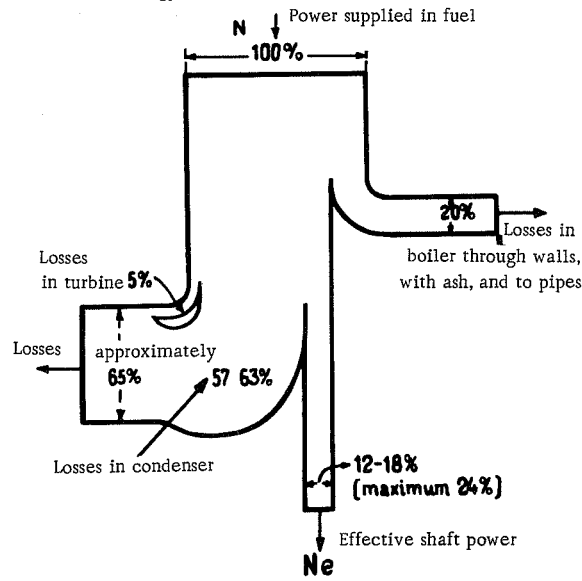 Power supplied in fuel
N
100%
20%
Losses in
boiler through walls,
with ash, and to pipes
Losses
in turbine 5%
Losses
approximately
65%
57 63%
Losses in condenser
12-18%
(maximum 24%)
Effective shaft power
Ne